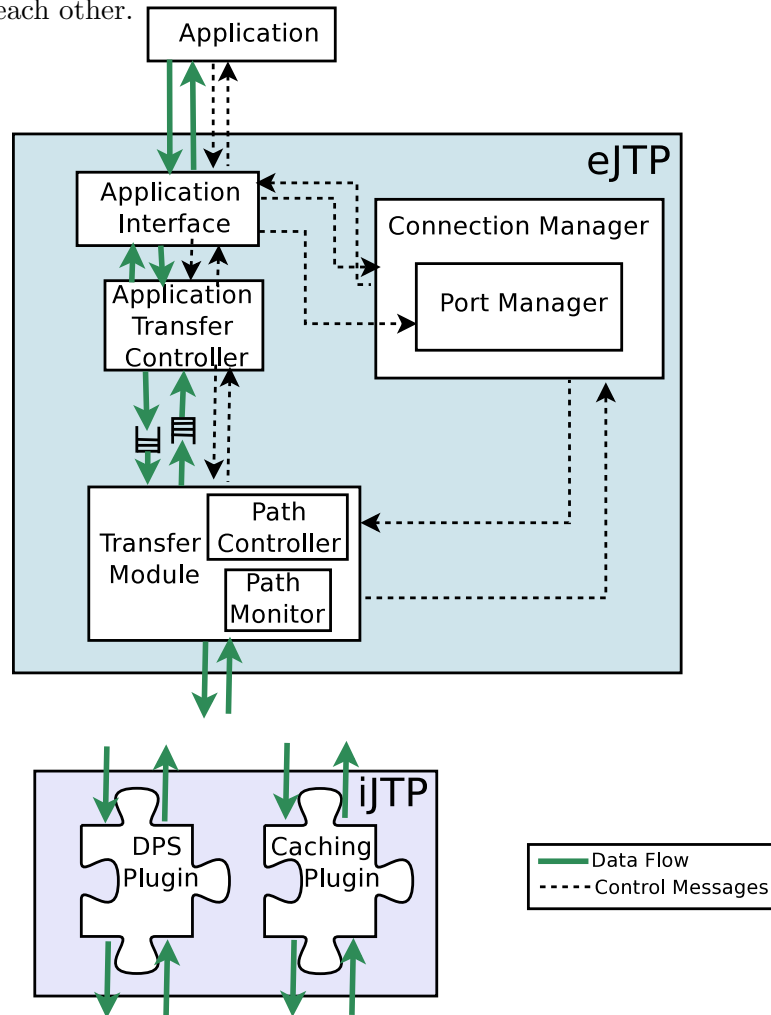 each other.
Application
eJTP
Application
Interface
Connection Manager
Port Manager
Application
Transfer
Controller
Path
Controller
Transfer
Module
Path
Monitor
iJTP
DPS
Plugin
Caching
Plugin
Data Flow
Control Messages